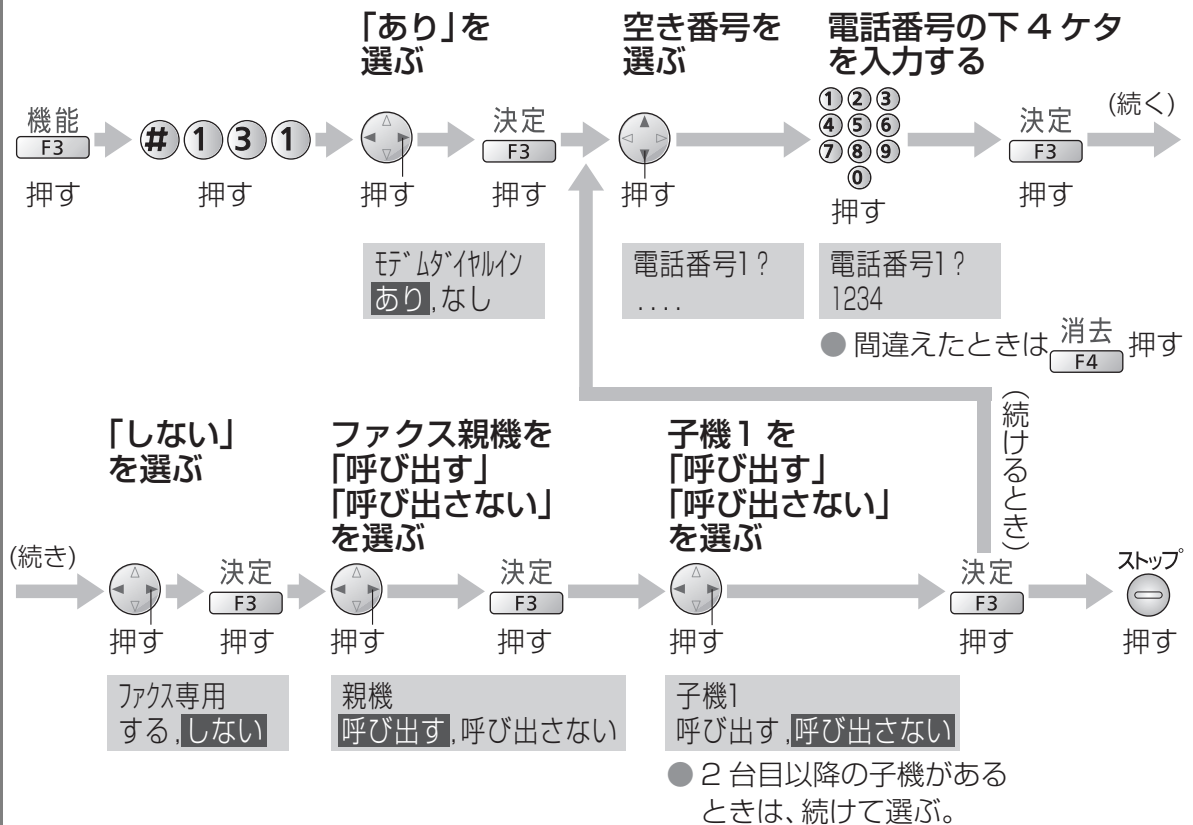 「あり」を
選ぶ
空き番号を
選ぶ
電話番号の下4ケタ
を入力する
機能
F3
押す
#131
押す
押す
決定
F3
押す
押す
123
456
789
0
押す
決定
F3
押す
(続く)
モデムダイヤルイン
あり,なし
電話番号1?
....
電話番号1?
1234
● 間違えたときは 消去 F4 押す
(続けるとき)
「しない」
を選ぶ
ファクス親機を
「呼び出す」
「呼び出さない」
を選ぶ
子機1を
「呼び出す」
「呼び出さない」
を選ぶ
(続き)
押す
決定
F3
押す
押す
決定
F3
押す
押す
決定
F3
押す
ストップ
押す
ファクス専用
する,しない
親機
呼び出す,呼び出さない
子機1
呼び出す,呼び出さない
● 2台目以降の子機がある
ときは、続けて選ぶ。